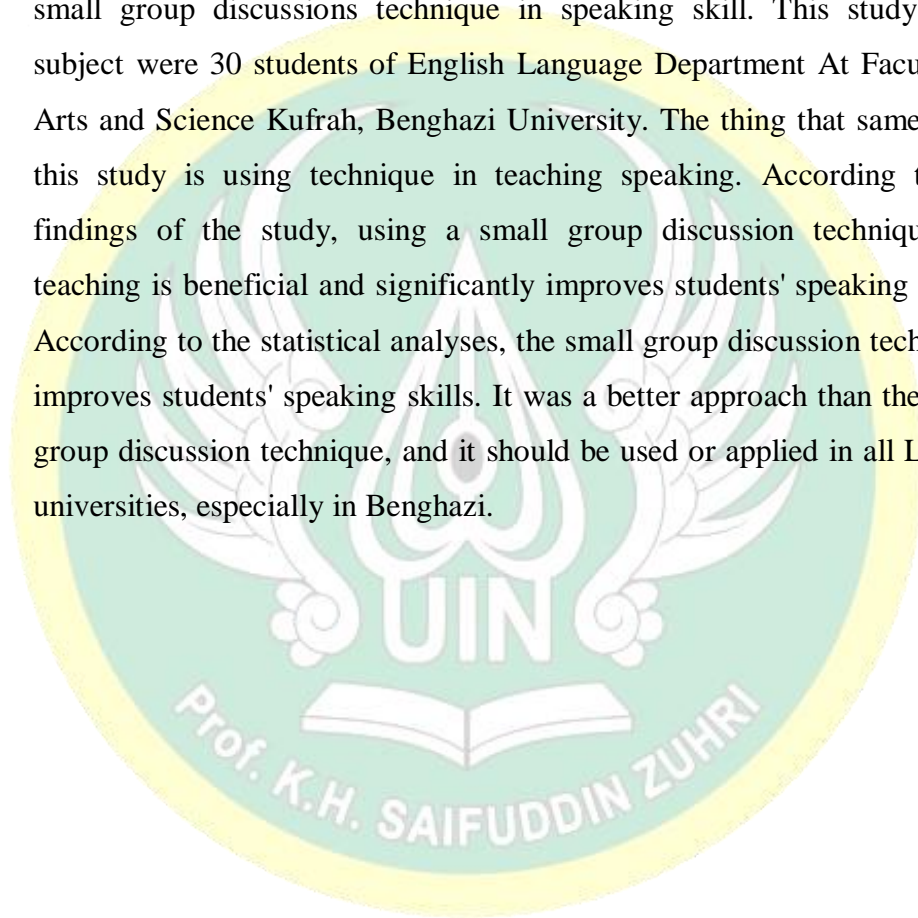 small group discussions technique in speaking skill. This study
subject were 30 students of English Language Department At
Arts and Science Kufrah, Benghazi University. The thing that same
this study is using technique in teaching speaking. According
findings of the study, using a small group discussion
teaching is beneficial and significantly improves students' speaking
According to the statistical analyses, the small group discussion
improves students' speaking skills. It was a better approach than the
group discussion technique, and it should be used or applied in all
universities, especially in Benghazi.
UIN
Prof. K.H. SAIFUDDIN ZUHRI